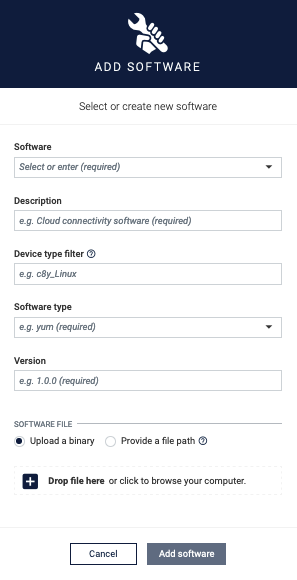 ADD SOFTWARE
Select or create new software
Software
Select or enter (required)
Description
e.g. Cloud connectivity software (required)
Device type filter
e.g. c8y_Linux
Software type
e.g. yum (required)
Version
e.g. 1.0.0 (required)
SOFTWARE FILE
Upload a binary Provide a file path
Drop file here or click to browse your computer.
Cancel Add software